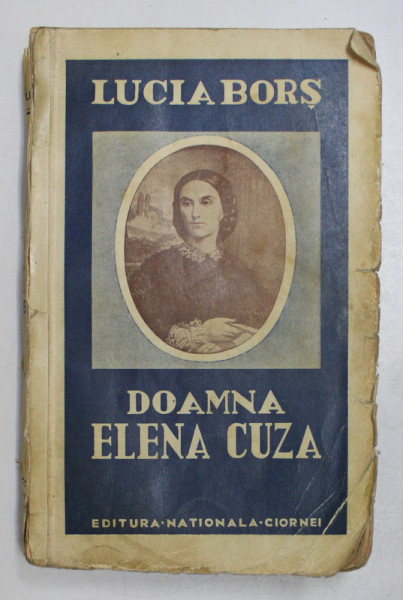 LUCIA BORȘ
DOAMNA
ELENA CUZA
EDITURA·NATIONALA·CIORNEI